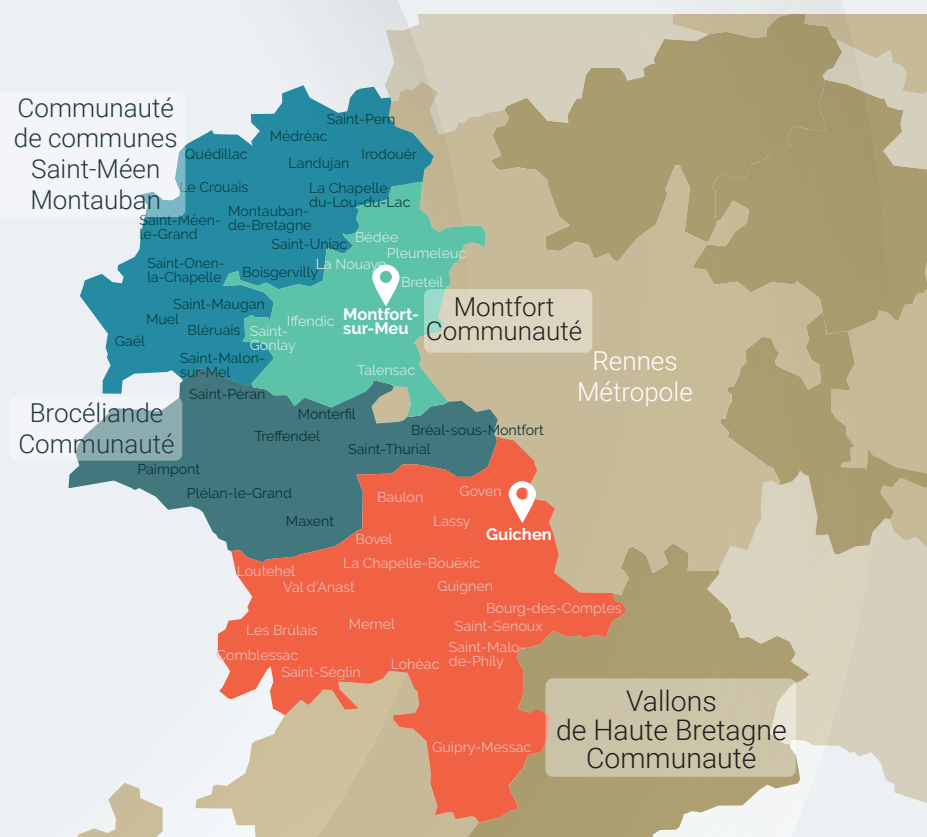 Communauté
de communes
Saint-Méen
Montauban
Saint-Pern
Médréac
Quédillac
Landujan
Irodouër
Le Crouais
La Chapelle
du-Lou-du-Lac
Montauban-
de-Bretagne
Saint-Méen-
le-Grand
Saint-Uniac
Saint-Onen-
la-Chapelle
Boisgervilly
Saint-Maugan
Muel
Bléruais
Gaël
Saint-Malon-
sur-Mel
Bédée
Pleumeleuc
La Nouaye
Breteil
Montfort-
sur-Meu
Iffendic
Saint-
Gonlay
Talensac
Montfort
Communauté
Rennes
Métropole
Brocéliande
Communauté
Saint-Péran
Monterfil
Treffendel
Bréal-sous-Montfort
Saint-Thurial
Paimpont
Plélan-le-Grand
Maxent
Baulon
Goven
Lassy
Guichen
Bovel
La Chapelle-Bouëxic
Loutehel
Val d'Anast
Guignen
Bourg-des-Comptes
Les Brûlais
Mernel
Saint-Senoux
Comblessac
Saint-Malo-
de-Phily
Saint-Séglin
Lohéac
Guipry-Messac
Vallons
de Haute Bretagne
Communauté